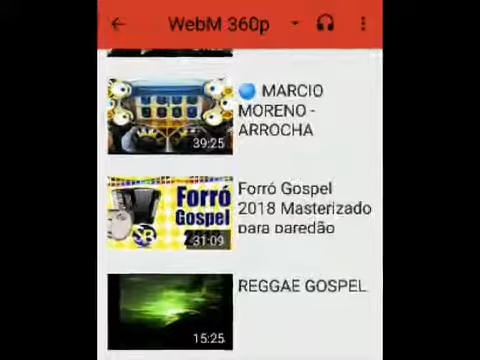 WebM 360p
39:25
🔵 MARCIO
MORENO -
ARROCHA
Forró
Gospel
31:09
Forró Gospel
2018 Masterizado
para paredão
15:25
REGGAE GOSPEL